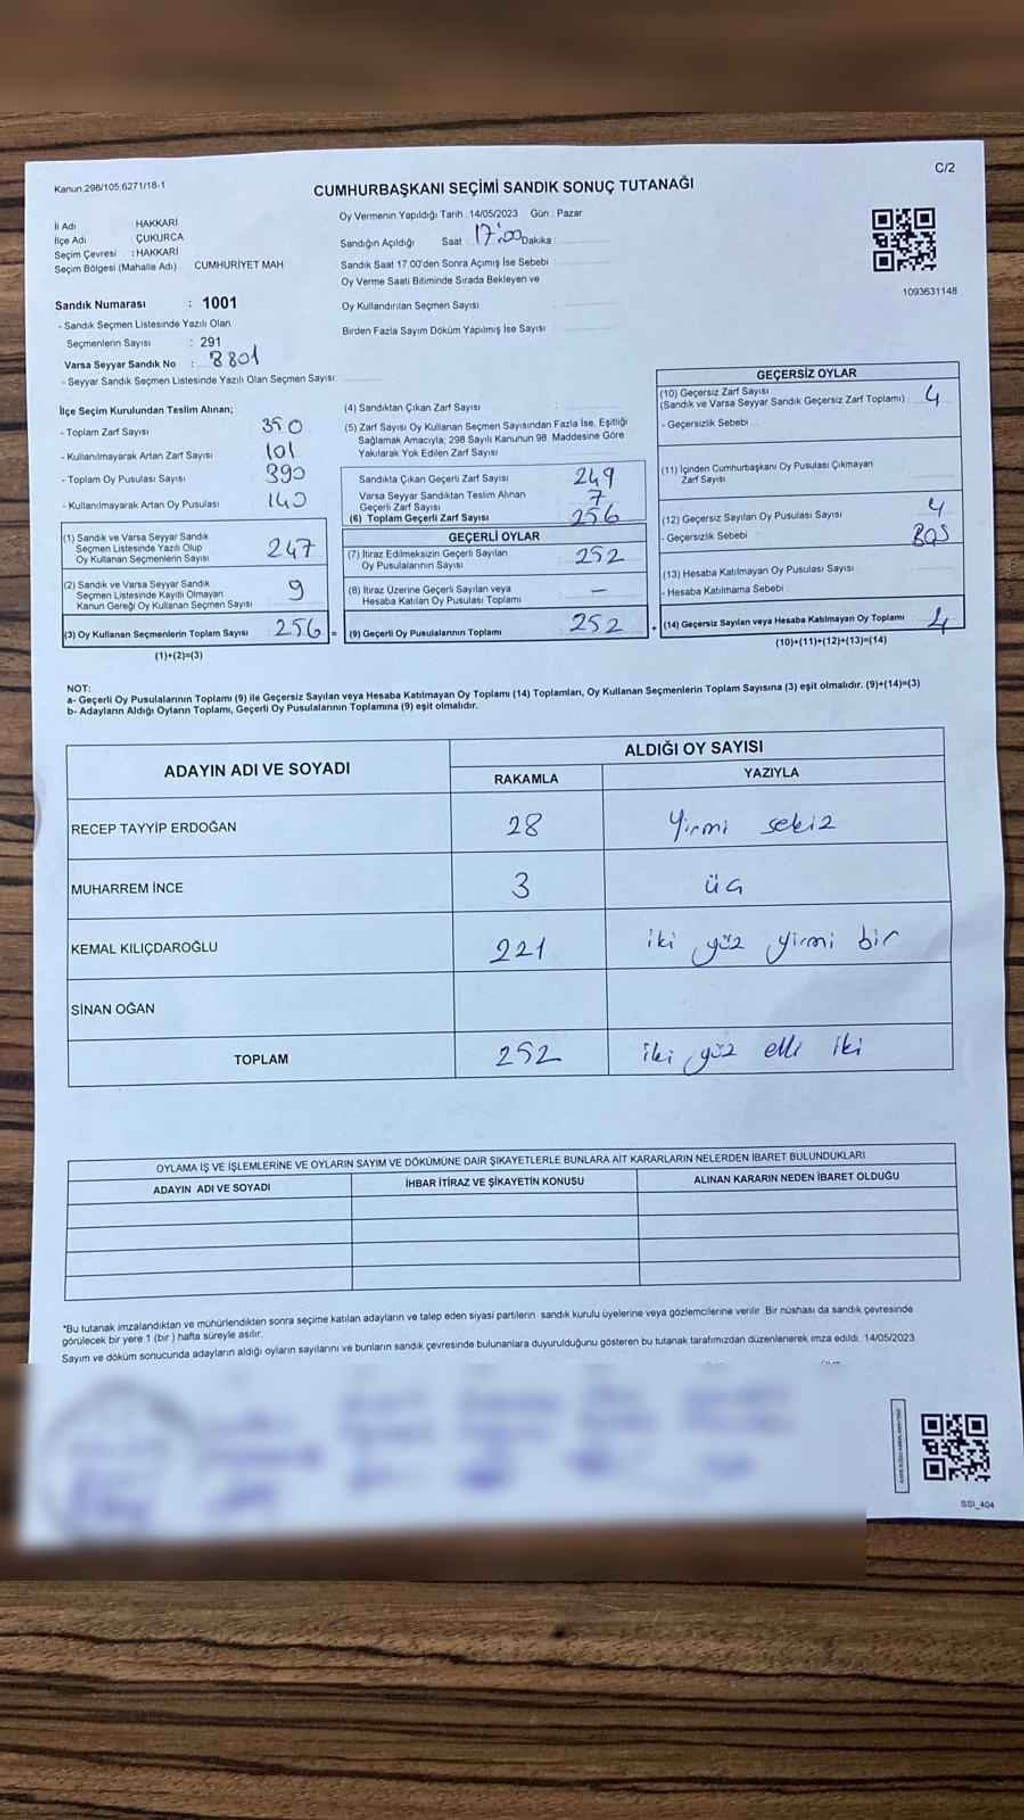 Kanun 298/105;6271/18-1
C/2
CUMHURBAŞKANI SEÇİMİ SANDIK SONUÇ TUTANAĞI
İl Adı HAKKARİ
İlçe Adı ÇUKURCA
Seçim Çevresi : HAKKARİ
Seçim Bölgesi (Mahalle Adı) CUMHURİYET MAH
Oy Vermenin Yapıldığı Tarih : 14/05/2023 Gün : Pazar
Sandığın Açıldığı Saat 17:00 Dakika :
Sandık Saat 17.00'den Sonra Açımış İse Sebebi
Oy Verme Saati Bitiminde Sırada Bekleyen ve
Oy Kullandırılan Seçmen Sayısı
Birden Fazla Sayım Döküm Yapılmış İse Sayısı
1093631148
Sandık Numarası : 1001
- Sandık Seçmen Listesinde Yazılı Olan
Seçmenlerin Sayısı : 291
Varsa Seyyar Sandık No : 3801
- Seyyar Sandık Seçmen Listesinde Yazılı Olan Seçmen Sayısı:
İlçe Seçim Kurulundan Teslim Alınan;
- Toplam Zarf Sayısı 350
- Kullanılmayarak Artan Zarf Sayısı 101
- Toplam Oy Pusulası Sayısı 390
- Kullanılmayarak Artan Oy Pusulası 140
(1) Sandık ve Varsa Seyyar Sandık
Seçmen Listesinde Yazılı Olup
Oy Kullanan Seçmenlerin Sayısı 247
(2) Sandık ve Varsa Seyyar Sandık
Seçmen Listesinde Kayıtlı Olmayan
Kanun Gereği Oy Kullanan Seçmen Sayısı 9
(3) Oy Kullanan Seçmenlerin Toplam Sayısı 256 =
(1)+(2)=(3)
(4) Sandıktan Çıkan Zarf Sayısı
(5) Zarf Sayısı Oy Kullanan Seçmen Sayısından Fazla İse, Eşitliği
Sağlamak Amacıyla; 298 Sayılı Kanunun 98. Maddesine Göre
Yakılarak Yok Edilen Zarf Sayısı
Sandıkta Çıkan Geçerli Zarf Sayısı 249
Varsa Seyyar Sandıktan Teslim Alınan
Geçerli Zarf Sayısı 7
(6) Toplam Geçerli Zarf Sayısı 256
GEÇERLİ OYLAR
(7) İtiraz Edilmeksizin Geçerli Sayılan
Oy Pusulalarının Sayısı 252
(8) İtiraz Üzerine Geçerli Sayılan veya
Hesaba Katılan Oy Pusulası Toplamı –
(9) Geçerli Oy Pusulalarının Toplamı 252 +
GEÇERSİZ OYLAR
(10) Geçersiz Zarf Sayısı
(Sandık ve Varsa Seyyar Sandık Geçersiz Zarf Toplamı) : 4
- Geçersizlik Sebebi
(11) İçinden Cumhurbaşkanı Oy Pusulası Çıkmayan
Zarf Sayısı
(12) Geçersiz Sayılan Oy Pusulası Sayısı 4
- Geçersizlik Sebebi BOŞ
(13) Hesaba Katılmayan Oy Pusulası Sayısı
- Hesaba Katılmama Sebebi
(14) Geçersiz Sayılan veya Hesaba Katılmayan Oy Toplamı 4
(10)+(11)+(12)+(13)=(14)
NOT:
a- Geçerli Oy Pusulalarının Toplamı (9) ile Geçersiz Sayılan veya Hesaba Katılmayan Oy Toplamı (14) Toplamları, Oy Kullanan Seçmenlerin Toplam Sayısına (3) eşit olmalıdır. (9)+(14)=(3)
b- Adayların Aldığı Oyların Toplamı, Geçerli Oy Pusulalarının Toplamına (9) eşit olmalıdır.
ADAYIN ADI VE SOYADI
ALDIĞI OY SAYISI
RAKAMLA YAZIYLA
RECEP TAYYİP ERDOĞAN 28 Yirmi sekiz
MUHARREM İNCE 3 üç
KEMAL KILIÇDAROĞLU 221 iki yüz yirmi bir
SİNAN OĞAN
TOPLAM 252 iki yüz elli iki
OYLAMA İŞ VE İŞLEMLERİNE VE OYLARIN SAYIM VE DÖKÜMÜNE DAİR ŞİKAYETLERLE BUNLARA AİT KARARLARIN NELERDEN İBARET BULUNDUKLARI
ADAYIN ADI VE SOYADI İHBAR İTİRAZ VE ŞİKAYETİN KONUSU ALINAN KARARIN NEDEN İBARET OLDUĞU
*Bu tutanak imzalandıktan ve mühürlendikten sonra seçime katılan adayların ve talep eden siyasi partilerin sandık kurulu üyelerine veya gözlemcilerine verilir. Bir nüshası da sandık çevresinde
görülecek bir yere 1 (bir ) hafta süreyle asılır.
Sayım ve döküm sonucunda adayların aldığı oyların sayılarını ve bunların sandık çevresinde bulunanlara duyurulduğunu gösteren bu tutanak tarafımızdan düzenlenerek imza edildi. 14/05/2023
SSI_404